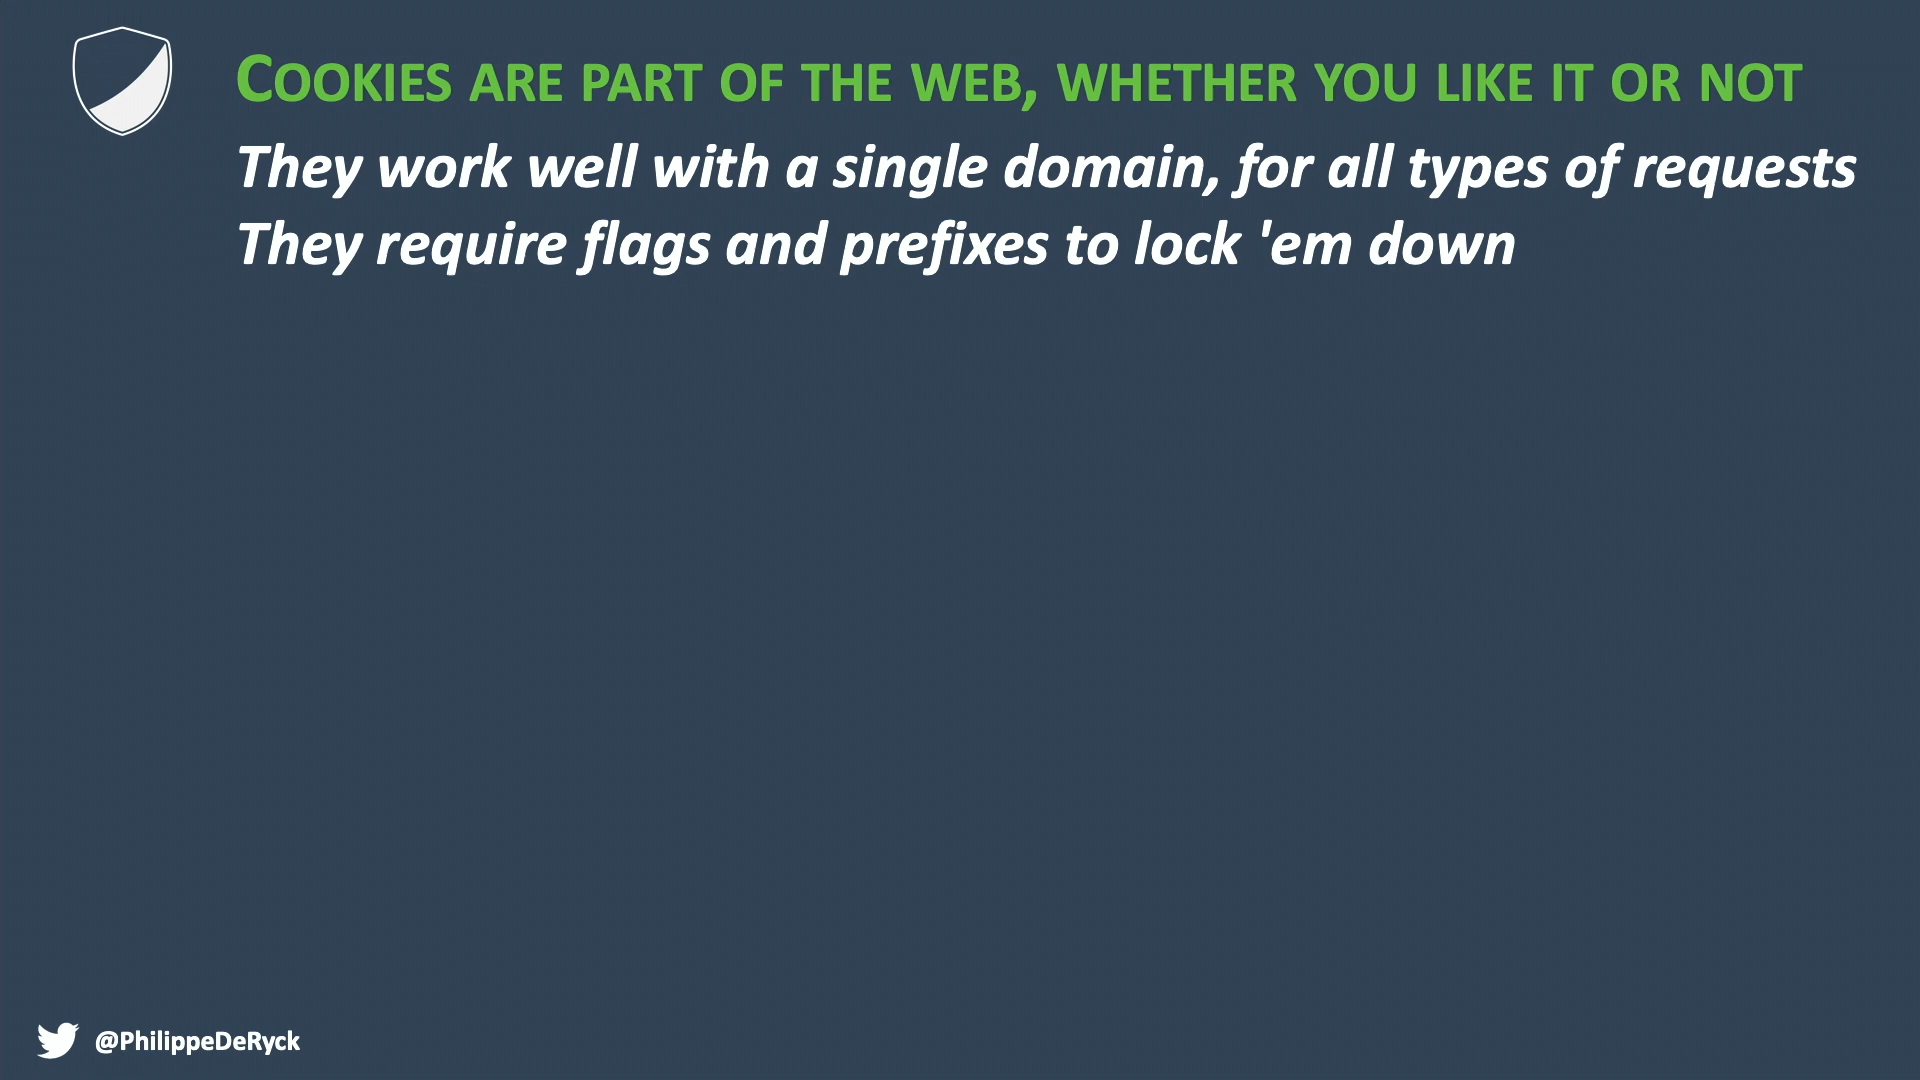 Cookies are part of the web, whether you like it or not
They work well with a single domain, for all types of requests
They require flags and prefixes to lock 'em down
@PhilippeDeRyck